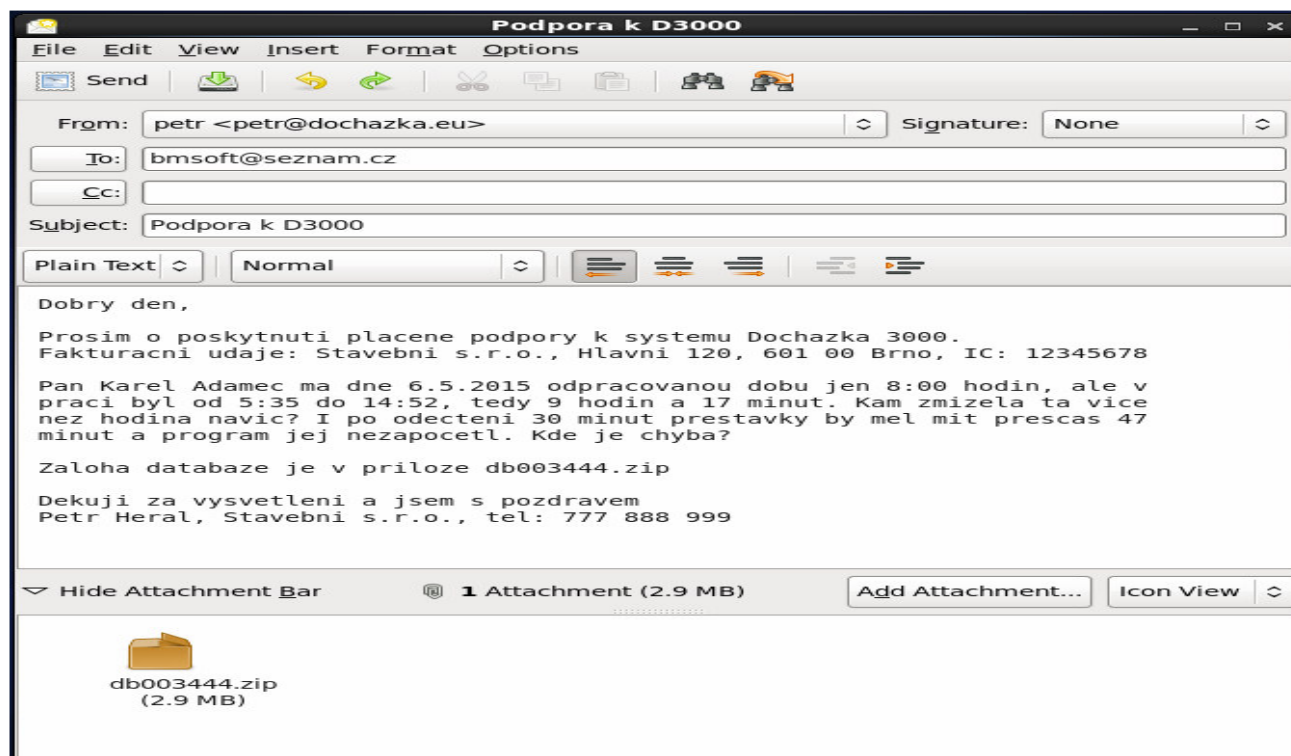 Podpora k D3000
File Edit View Insert Format Options
Send
From: petr <petr@dochazka.eu> Signature: None
To: bmsoft@seznam.cz
Cc:
Subject: Podpora k D3000
Plain Text Normal
Dobry den,
Prosim o poskytnuti placene podpory k systemu Dochazka 3000.
Fakturacni udaje: Stavebni s.r.o., Hlavni 120, 601 00 Brno, IC: 12345678
Pan Karel Adamec ma dne 6.5.2015 odpracovanou dobu jen 8:00 hodin, ale v
praci byl od 5:35 do 14:52, tedy 9 hodin a 17 minut. Kam zmizela ta vice
nez hodina navic? I po odecteni 30 minut prestavky by mel mit prescas 47
minut a program jej nezapocetl. Kde je chyba?
Zaloha databaze je v priloze db003444.zip
Dekuji za vysvetleni a jsem s pozdravem
Petr Heral, Stavebni s.r.o., tel: 777 888 999
Hide Attachment Bar 1 Attachment (2.9 MB) Add Attachment... Icon View
db003444.zip
(2.9 MB)